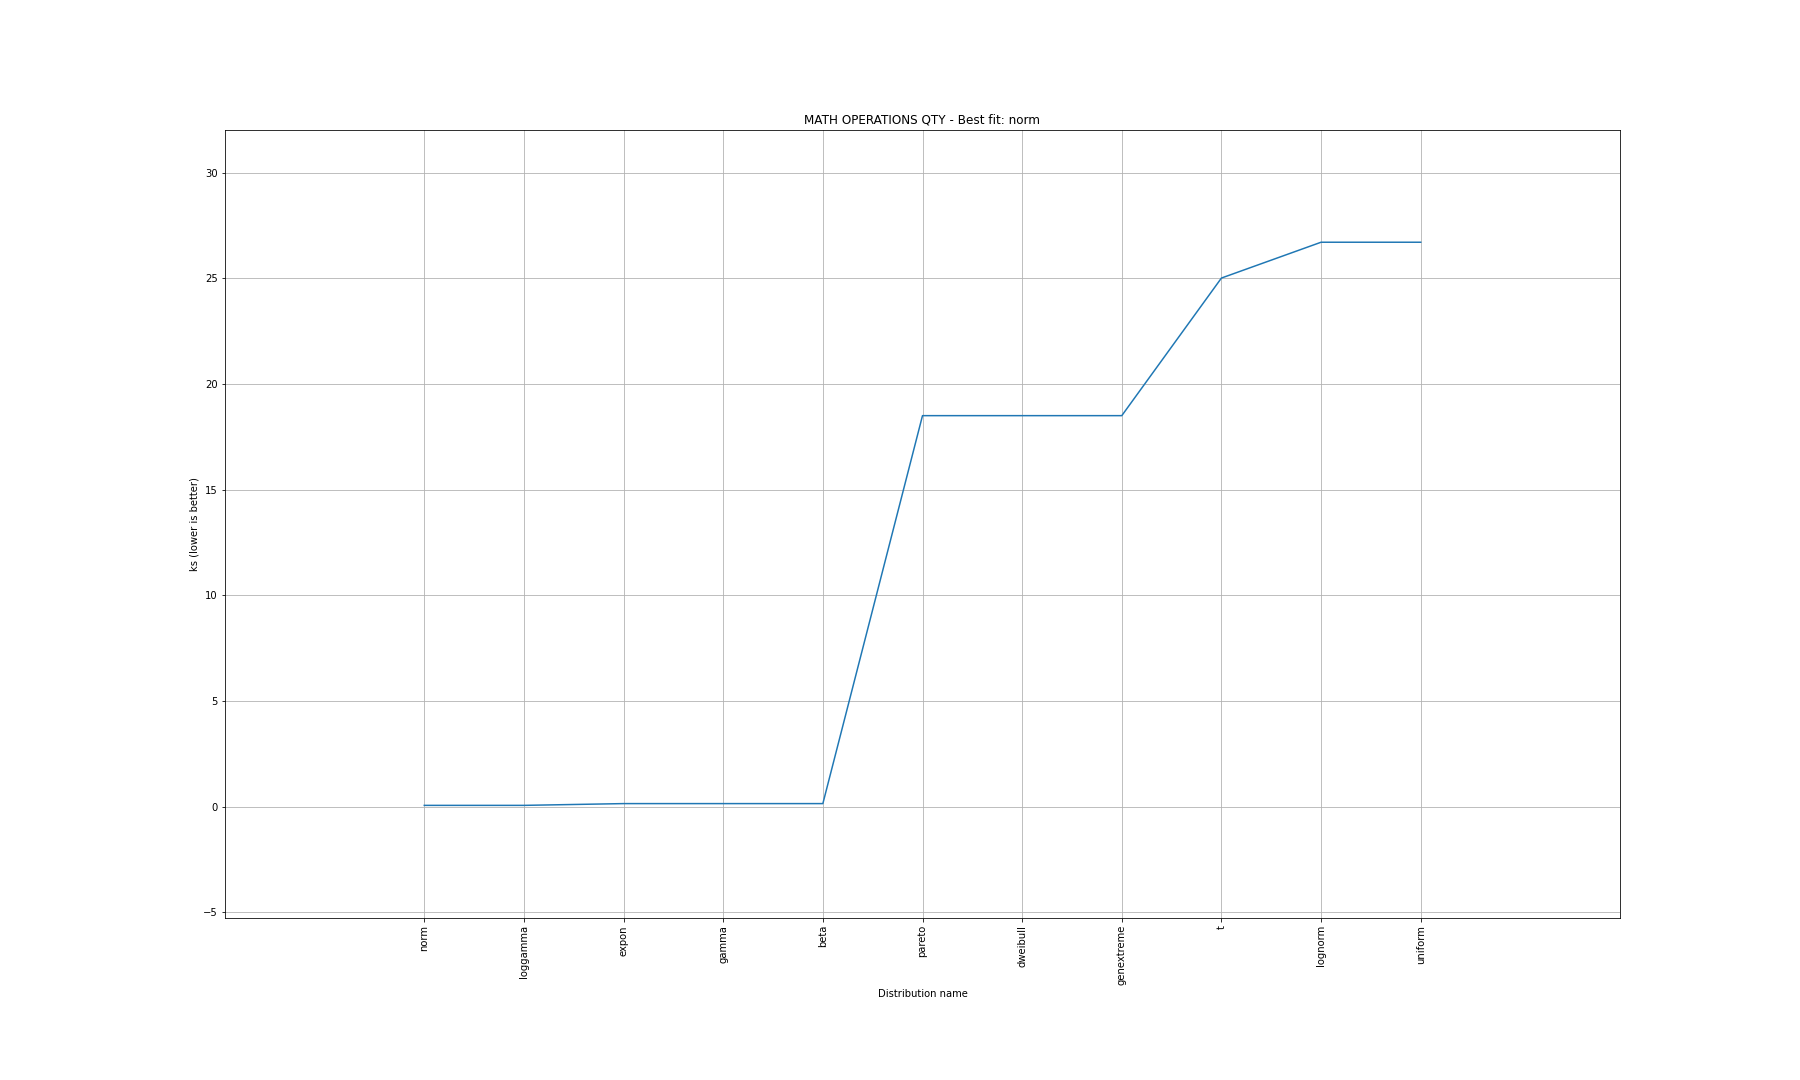 MATH OPERATIONS QTY - Best fit: norm
30
25
20
15
10
5
0
−5
ks (lower is better)
norm
loggamma
expon
gamma
beta
pareto
dweibull
genextreme
t
lognorm
uniform
Distribution name